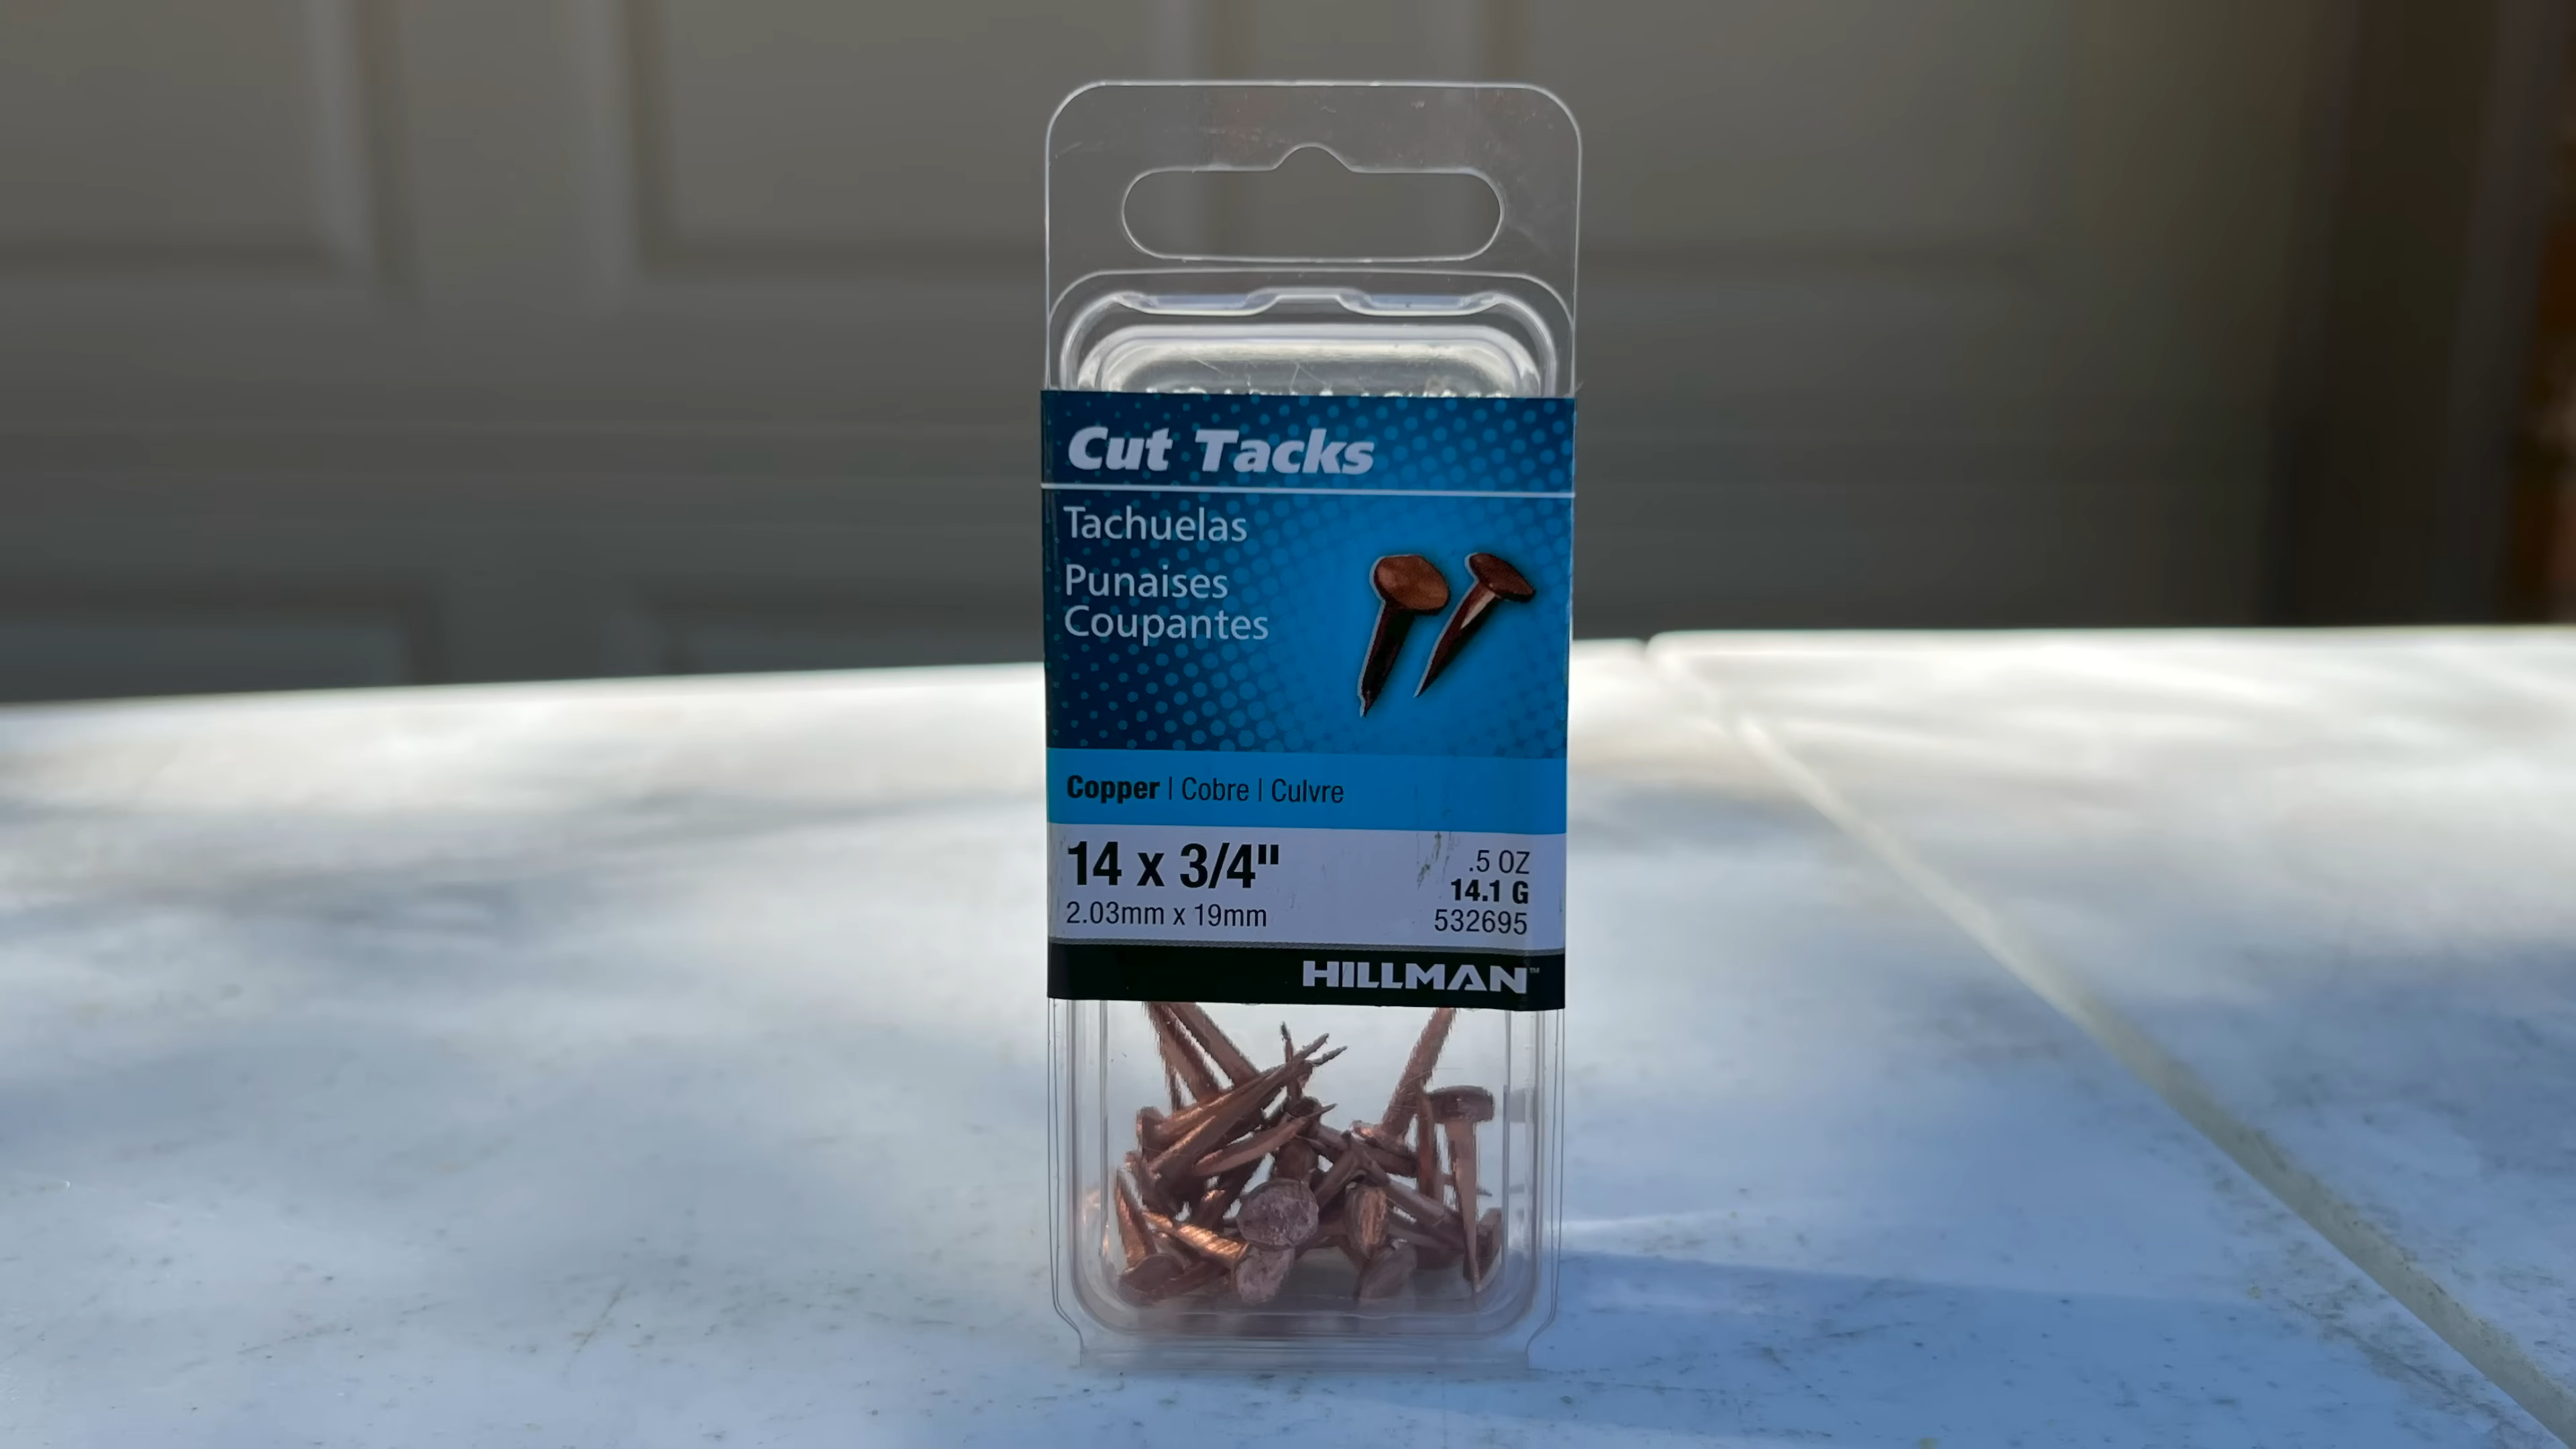 Cut Tacks
Tachuelas
Punaises
Coupantes
Copper | Cobre | Culvre
14 x 3/4"
2.03mm x 19mm
.5 OZ
14.1 G
532695
HILLMAN™